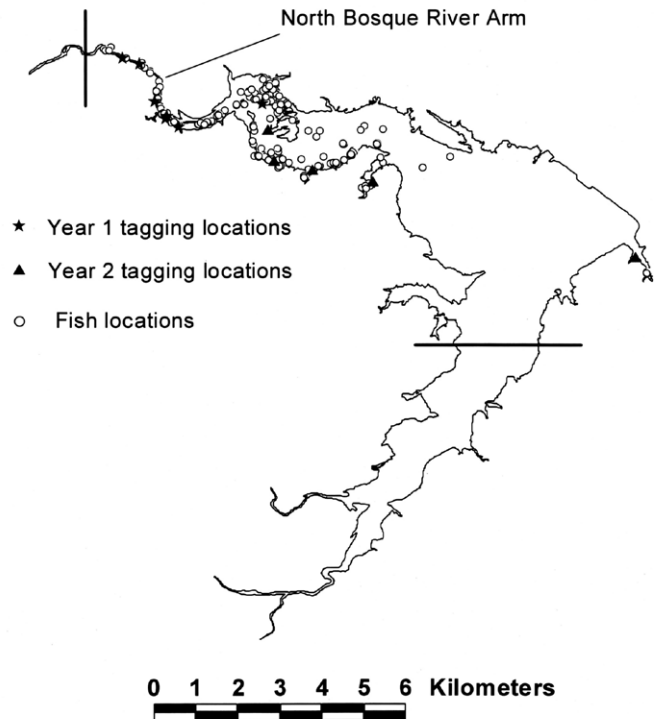 North Bosque River Arm
Year 1 tagging locations
Year 2 tagging locations
Fish locations
0 1 2 3 4 5 6 Kilometers